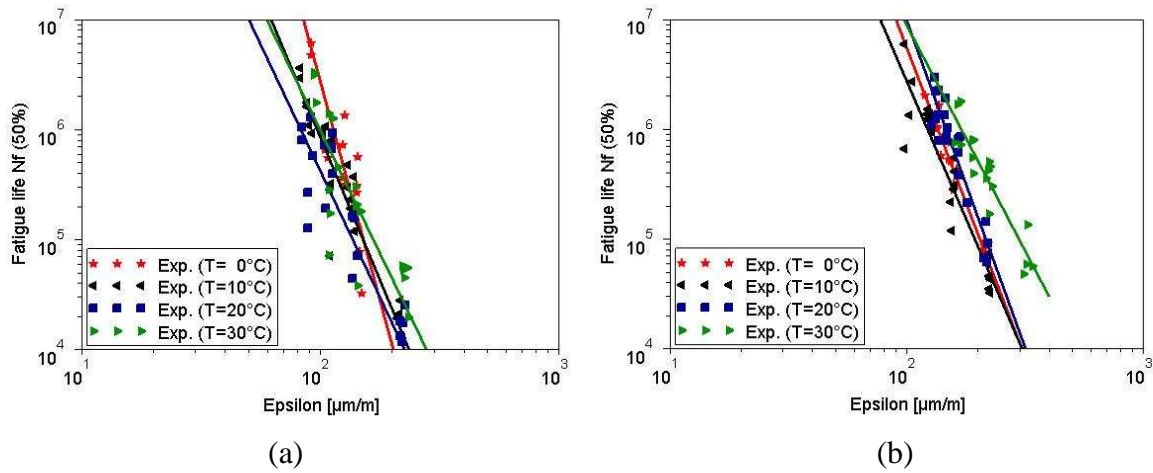 10^7
10^6
10^5
10^4
Fatigue life Nf (50%)
Exp. (T= 0°C)
Exp. (T=10°C)
Exp. (T=20°C)
Exp. (T=30°C)
10^1
10^2
10^3
Epsilon [µm/m]
(a)
10^7
10^6
10^5
10^4
Fatigue life Nf (50%)
Exp. (T= 0°C)
Exp. (T=10°C)
Exp. (T=20°C)
Exp. (T=30°C)
10^1
10^2
10^3
Epsilon [µm/m]
(b)